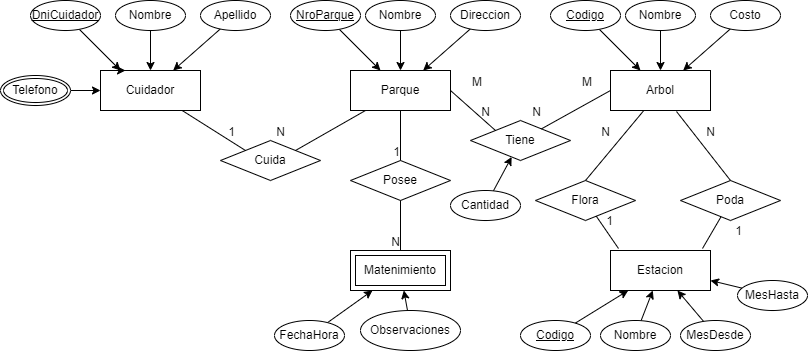 DniCuidador
Nombre
Apellido
NroParque
Nombre
Direccion
Codigo
Nombre
Costo
Telefono
Cuidador
Parque
M
M
Arbol
N
N
1
N
N
N
Tiene
Cuida
1
Posee
Flora
Poda
Cantidad
1
1
N
Matenimiento
Estacion
MesHasta
FechaHora
Observaciones
Codigo
Nombre
MesDesde